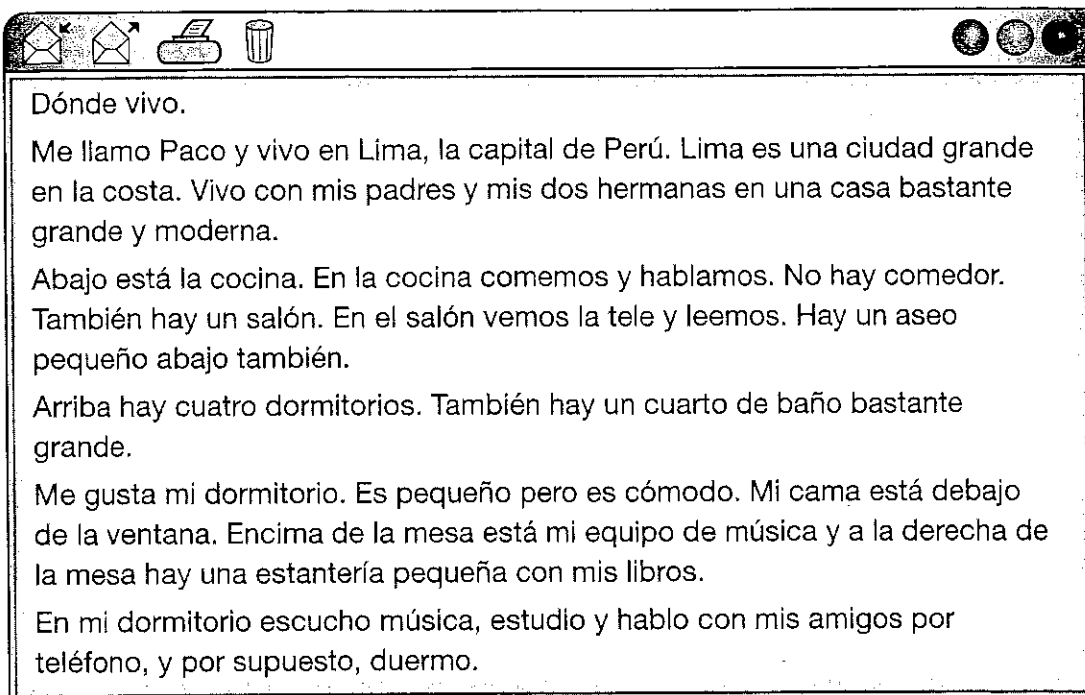 Dónde vivo.
Me llamo Paco y vivo en Lima, la capital de Perú. Lima es una ciudad grande
en la costa. Vivo con mis padres y mis dos hermanas en una casa bastante
grande y moderna.
Abajo está la cocina. En la cocina comemos y hablamos. No hay comedor.
También hay un salón. En el salón vemos la tele y leemos. Hay un aseo
pequeño abajo también.
Arriba hay cuatro dormitorios. También hay un cuarto de baño bastante
grande.
Me gusta mi dormitorio. Es pequeño pero es cómodo. Mi cama está debajo
de la ventana. Encima de la mesa está mi equipo de música y a la derecha de
la mesa hay una estantería pequeña con mis libros.
En mi dormitorio escucho música, estudio y hablo con mis amigos por
teléfono, y por supuesto, duermo.